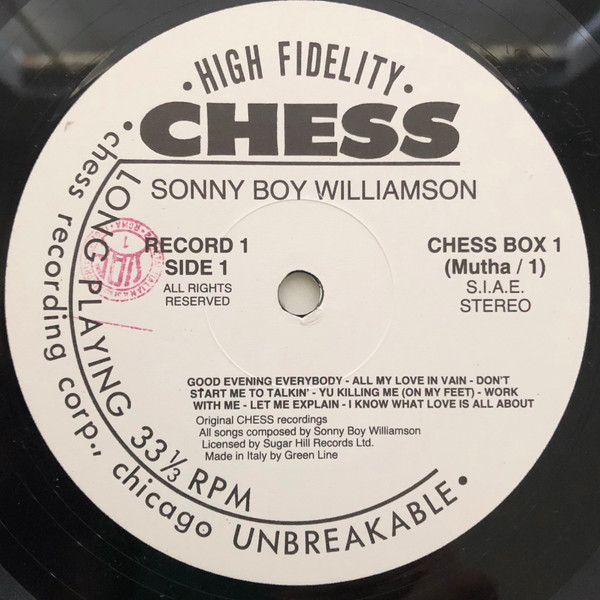 • HIGH FIDELITY •
CHESS
SONNY BOY WILLIAMSON
RECORD 1
SIDE 1
ALL RIGHTS
RESERVED
CHESS BOX 1
(Mutha / 1)
S.I.A.E.
STEREO
GOOD EVENING EVERYBODY - ALL MY LOVE IN VAIN - DON'T
START ME TO TALKIN' - YU KILLING ME (ON MY FEET) - WORK
WITH ME - LET ME EXPLAIN - I KNOW WHAT LOVE IS ALL ABOUT
Original CHESS recordings
All songs composed by Sonny Boy Williamson
Licensed by Sugar Hill Records Ltd.
Made in Italy by Green Line
LONG PLAYING 33 1/3 RPM
• chess recording corp., chicago UNBREAKABLE •